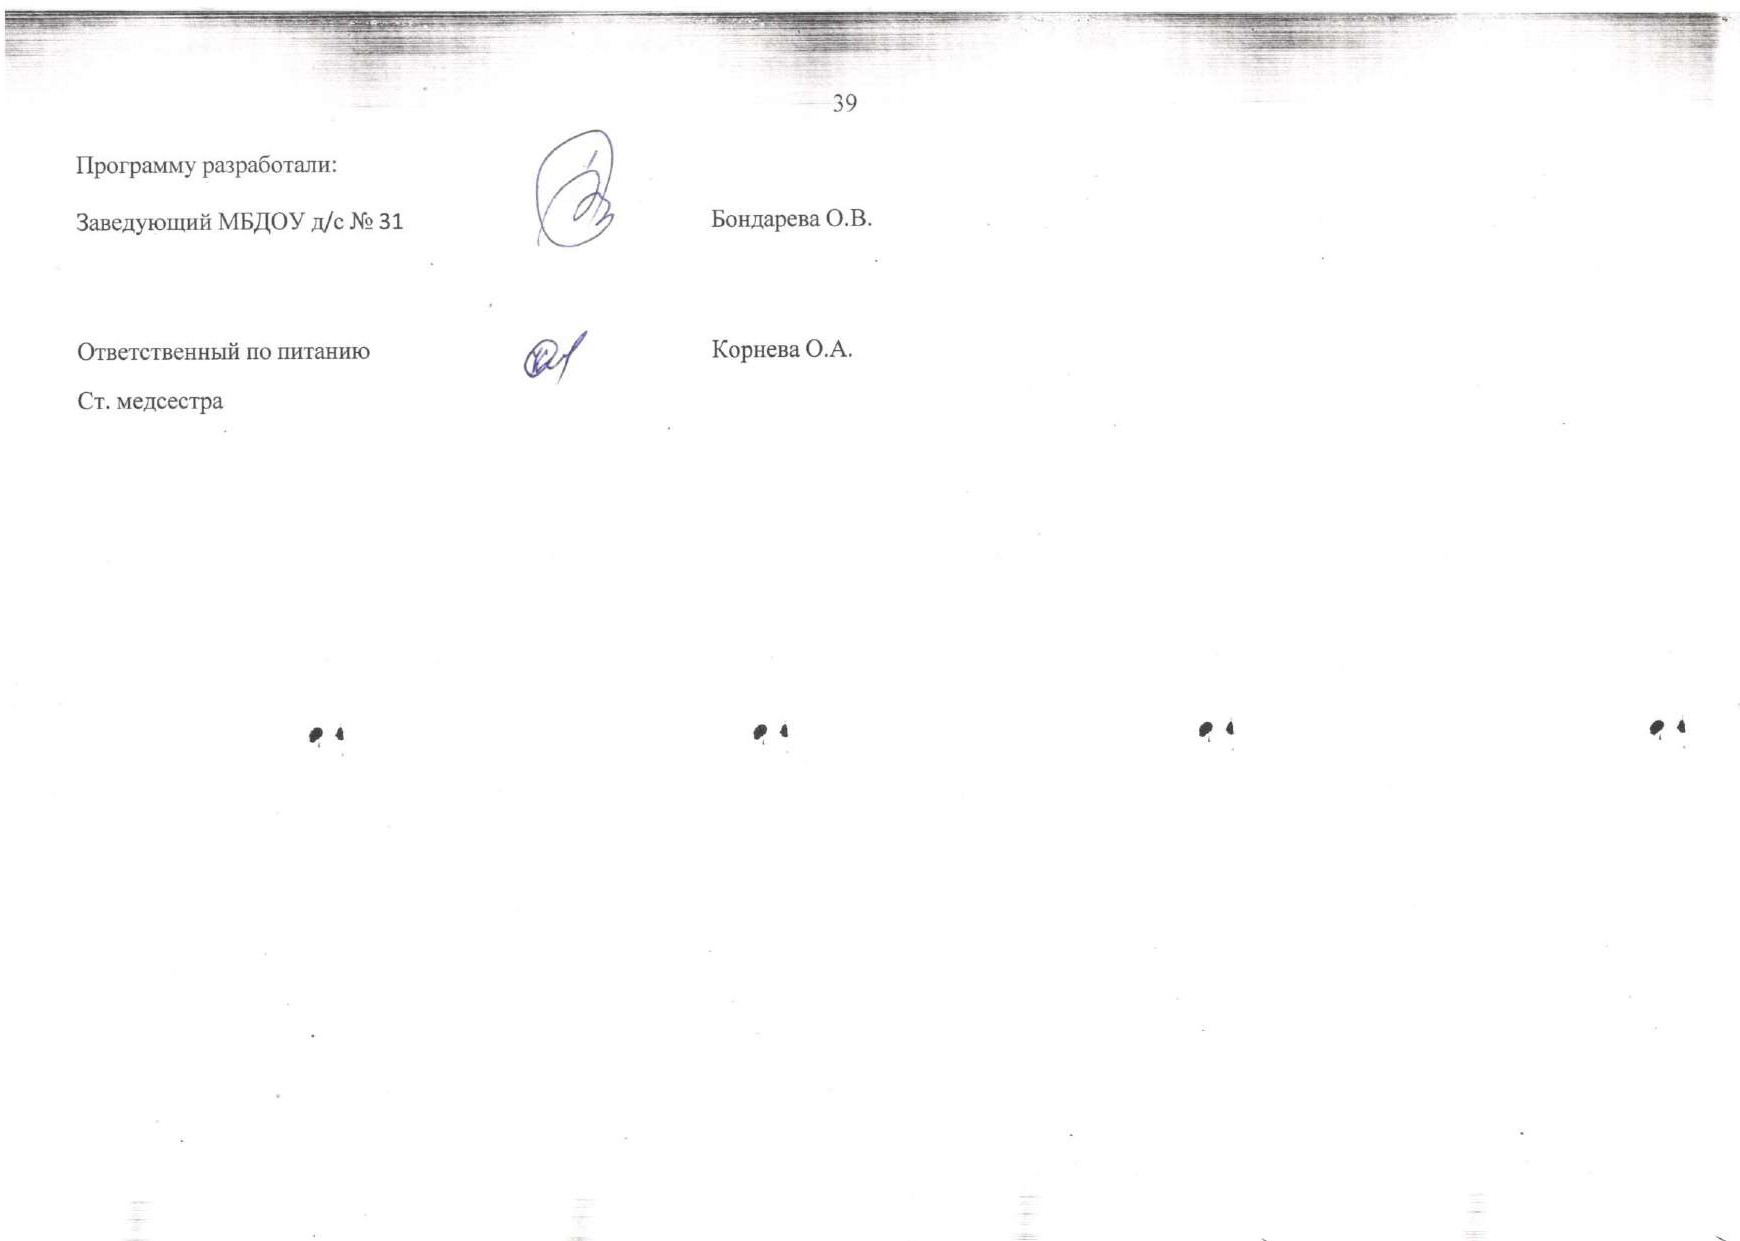 39
Программу разработали:
Заведующий МБДОУ д/с № 31 Бондарева О.В.
Ответственный по питанию Корнева О.А.
Ст. медсестра